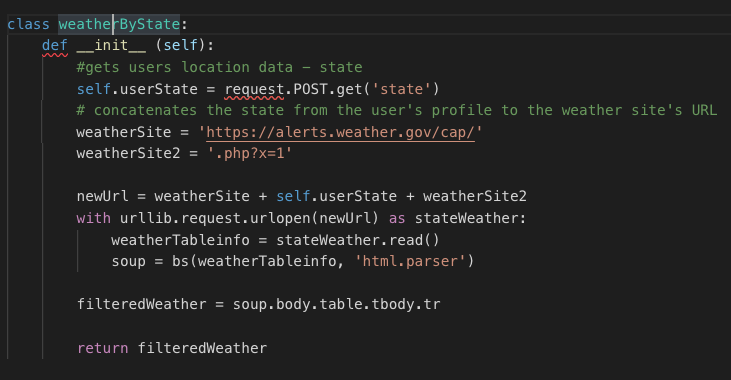 class weatherByState:
    def __init__ (self):
        #gets users location data – state
        self.userState = request.POST.get('state')
        # concatenates the state from the user's profile to the weather site's URL
        weatherSite = 'https://alerts.weather.gov/cap/'
        weatherSite2 = '.php?x=1'

        newUrl = weatherSite + self.userState + weatherSite2
        with urllib.request.urlopen(newUrl) as stateWeather:
            weatherTableinfo = stateWeather.read()
            soup = bs(weatherTableinfo, 'html.parser')

        filteredWeather = soup.body.table.tbody.tr

        return filteredWeather